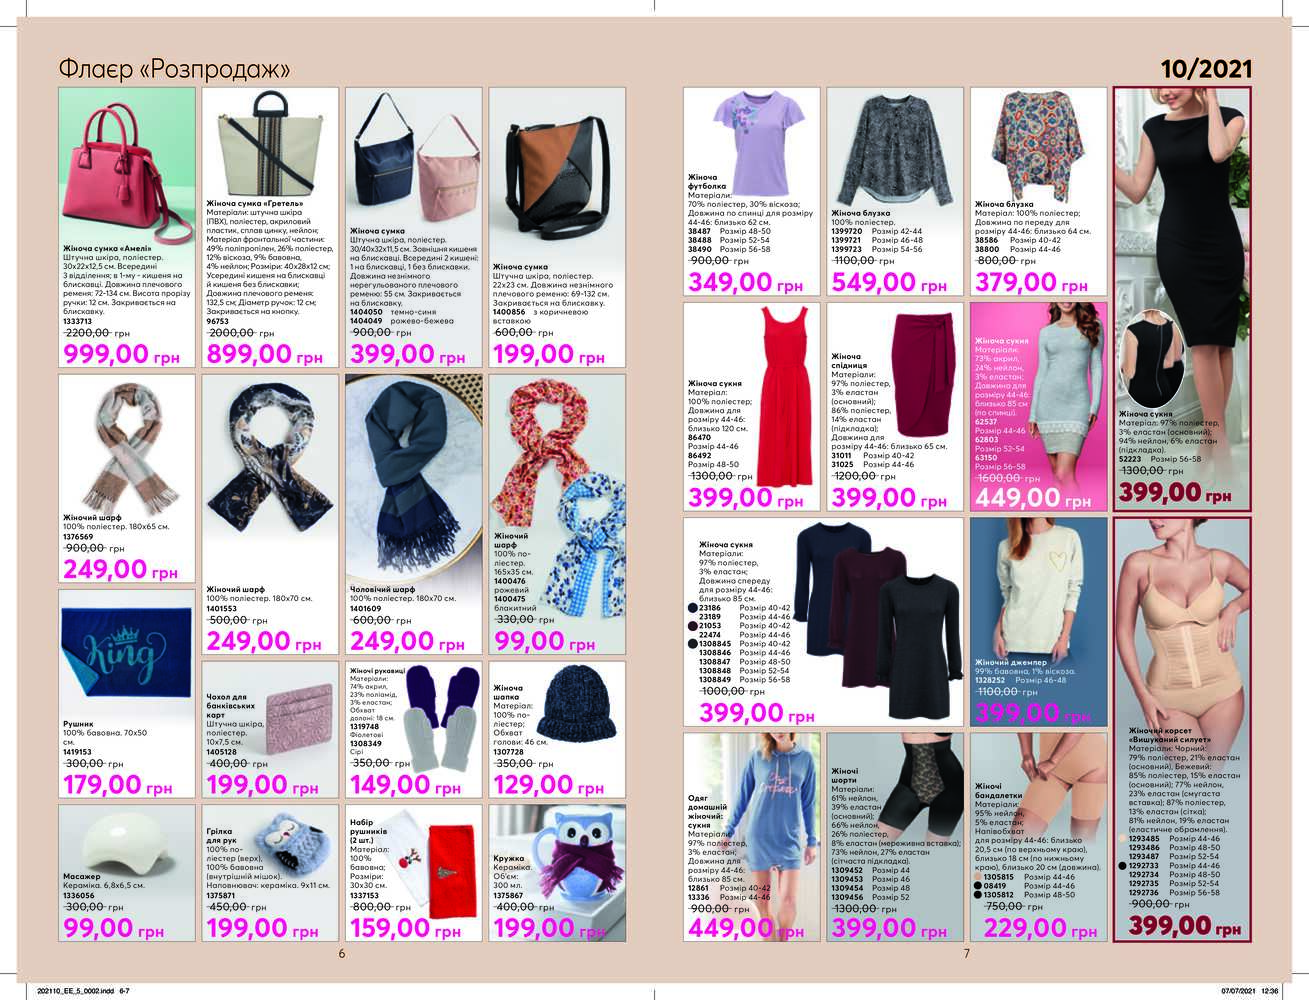 Флаєр «Розпродаж»
10/2021
Жіноча сумка «Амелі»
Штучна шкіра, поліестер.
30x22x12,5 см. Всередині
3 відділення; в 1-му - кишеня на
блискавці. Довжина плечового
ременя: 72-134 см. Висота прорізу
ручки: 12 см. Закривається на
блискавку.
1333713
2200,00 грн
999,00 грн
Жіноча сумка «Гретель»
Матеріали: штучна шкіра
(ПВХ), поліестер, акриловий
пластик, сплав цинку, нейлон;
Матеріал фронтальної частини:
49% поліпропілен, 26% поліестер,
12% віскоза, 9% бавовна,
4% нейлон; Розміри: 40x28x12 см;
Усередині кишеня на блискавці
й кишеня без блискавки;
Довжина плечового ременя:
132,5 см; Діаметр ручок: 12 см;
Закривається на кнопку.
96753
2000,00 грн
899,00 грн
Жіноча сумка
Штучна шкіра, поліестер.
30/40x32x11,5 см. Зовнішня кишеня
на блискавці. Всередині 2 кишені:
1 на блискавці, 1 без блискавки.
Довжина незнімного
нерегульованого плечового
ременю: 55 см. Закривається
на блискавку.
1404050 темно-синя
1404049 рожево-бежева
900,00 грн
399,00 грн
Жіноча сумка
Штучна шкіра, поліестер.
22x23 см. Довжина незнімного
плечового ременю: 69-132 см.
Закривається на блискавку.
1400856 з коричневою
вставкою
600,00 грн
199,00 грн
Жіночий шарф
100% поліестер. 180x65 см.
1376569
900,00 грн
249,00 грн
Жіночий шарф
100% поліестер. 180x70 см.
1401553
500,00 грн
249,00 грн
Чоловічий шарф
100% поліестер. 180x70 см.
1401609
600,00 грн
249,00 грн
Жіночий
шарф
100% по-
ліестер.
165x35 см.
1400476
рожевий
1400475
блакитний
330,00 грн
99,00 грн
King
Рушник
100% бавовна. 70x50
см.
1419153
300,00 грн
179,00 грн
Чохол для
банківських
карт
Штучна шкіра,
поліестер.
10x7,5 см.
1405128
400,00 грн
199,00 грн
Жіночі рукавиці
Матеріали:
74% акрил,
23% поліамід,
3% еластан;
Обхват
долоні: 18 см.
1319748
Фіолетові
1308349
Сірі
350,00 грн
149,00 грн
Жіноча
шапка
Матеріал:
100% по-
ліестер;
Обхват
голови: 46 см.
1307728
350,00 грн
129,00 грн
Масажер
Кераміка. 6,8x6,5 см.
1336056
300,00 грн
99,00 грн
Грілка
для рук
100% по-
ліестер (верх),
100% бавовна
(внутрішній мішок).
Наповнювач: кераміка. 9x11 см.
1375871
450,00 грн
199,00 грн
Набір
рушників
(2 шт.)
Матеріал:
100%
бавовна;
Розміри:
30x30 см.
1337153
800,00 грн
159,00 грн
Кружка
Кераміка.
Об'єм:
300 мл.
1375867
400,00 грн
199,00 грн
6
Жіноча
футболка
Матеріали:
70% поліестер, 30% віскоза;
Довжина по спинці для розміру
44-46: близько 62 см.
38487 Розмір 48-50
38488 Розмір 52-54
38490 Розмір 56-58
900,00 грн
349,00 грн
Жіноча блузка
100% поліестер.
1399720 Розмір 42-44
1399721 Розмір 46-48
1399723 Розмір 54-56
1100,00 грн
549,00 грн
Жіноча блузка
Матеріал: 100% поліестер;
Довжина по переду для
розміру 44-46: близько 64 см.
38586 Розмір 40-42
38800 Розмір 44-46
800,00 грн
379,00 грн
Жіноча сукня
Матеріал: 97% поліестер,
3% еластан (основний);
94% нейлон, 6% еластан
(підкладка).
52223 Розмір 56-58
1300,00 грн
399,00 грн
Жіноча сукня
Матеріал:
100% поліестер;
Довжина для
розміру 44-46:
близько 120 см.
86470
Розмір 44-46
86492
Розмір 48-50
1300,00 грн
399,00 грн
Жіноча
спідниця
Матеріали:
97% поліестер,
3% еластан
(основний);
86% поліестер,
14% еластан
(підкладка);
Довжина для
розміру 44-46: близько 65 см.
31011 Розмір 40-42
31025 Розмір 44-46
1200,00 грн
399,00 грн
Жіноча сукня
Матеріали:
73% акрил,
24% нейлон,
3% еластан;
Довжина для
розміру 44-46:
близько 85 см
(по спинці).
62537
Розмір 44-46
62803
Розмір 52-54
63150
Розмір 56-58
1600,00 грн
449,00 грн
Жіноча сукня
Матеріали:
97% поліестер,
3% еластан;
Довжина спереду
для розміру 44-46:
близько 85 см.
23186 Розмір 40-42
23189 Розмір 44-46
21053 Розмір 40-42
22474 Розмір 44-46
1308845 Розмір 40-42
1308846 Розмір 44-46
1308847 Розмір 48-50
1308848 Розмір 52-54
1308849 Розмір 56-58
1000,00 грн
399,00 грн
Жіночий джемпер
99% бавовна, 1% віскоза.
1328252 Розмір 46-48
1100,00 грн
399,00 грн
Жіночий корсет
«Вишуканий силует»
Матеріали: Чорний:
79% поліестер, 21% еластан
(основний), Бежевий:
85% поліестер, 15% еластан
(основний); 77% нейлон,
23% еластан (смугаста
вставка); 87% поліестер,
13% еластан (сітка);
81% нейлон, 19% еластан
(еластичне обрамлення).
1293485 Розмір 44-46
1293486 Розмір 48-50
1293487 Розмір 52-54
1292733 Розмір 44-46
1292734 Розмір 48-50
1292735 Розмір 52-54
1292736 Розмір 56-58
900,00 грн
399,00 грн
Одяг
домашній
жіночий:
сукня
Матеріали:
97% поліестер,
3% еластан;
Довжина для
розміру 44-46:
близько 85 см.
12861 Розмір 40-42
13336 Розмір 44-46
900,00 грн
449,00 грн
Жіночі
шорти
Матеріали:
61% нейлон,
39% еластан
(основний);
66% нейлон,
26% поліестер,
8% еластан (мереживна вставка);
73% нейлон, 27% еластан
(сітчаста підкладка).
1309452 Розмір 44
1309453 Розмір 46
1309454 Розмір 48
1309456 Розмір 52
1300,00 грн
399,00 грн
Жіночі
бандалетки
Матеріали:
95% нейлон,
5% еластан;
Напівобхват
для розміру 44-46: близько
20,5 см (по верхньому краю),
близько 18 см (по нижньому
краю), близько 20 см (довжина).
1305815 Розмір 44-46
08419 Розмір 44-46
1305812 Розмір 48-50
750,00 грн
229,00 грн
7
202110_EE_5_0002.indd 6-7
07/07/2021 12:36